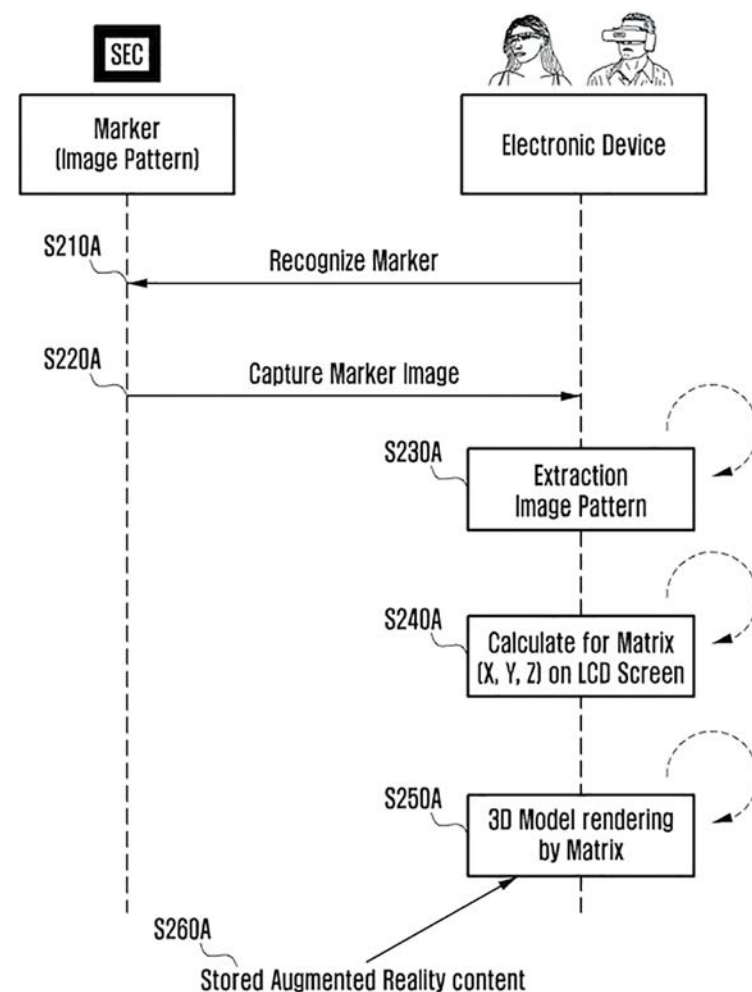 SEC
Marker
(Image Pattern)
Electronic Device
S210A
Recognize Marker
S220A
Capture Marker Image
S230A
Extraction
Image Pattern
S240A
Calculate for Matrix
(X, Y, Z) on LCD Screen
S250A
3D Model rendering
by Matrix
S260A
Stored Augmented Reality content